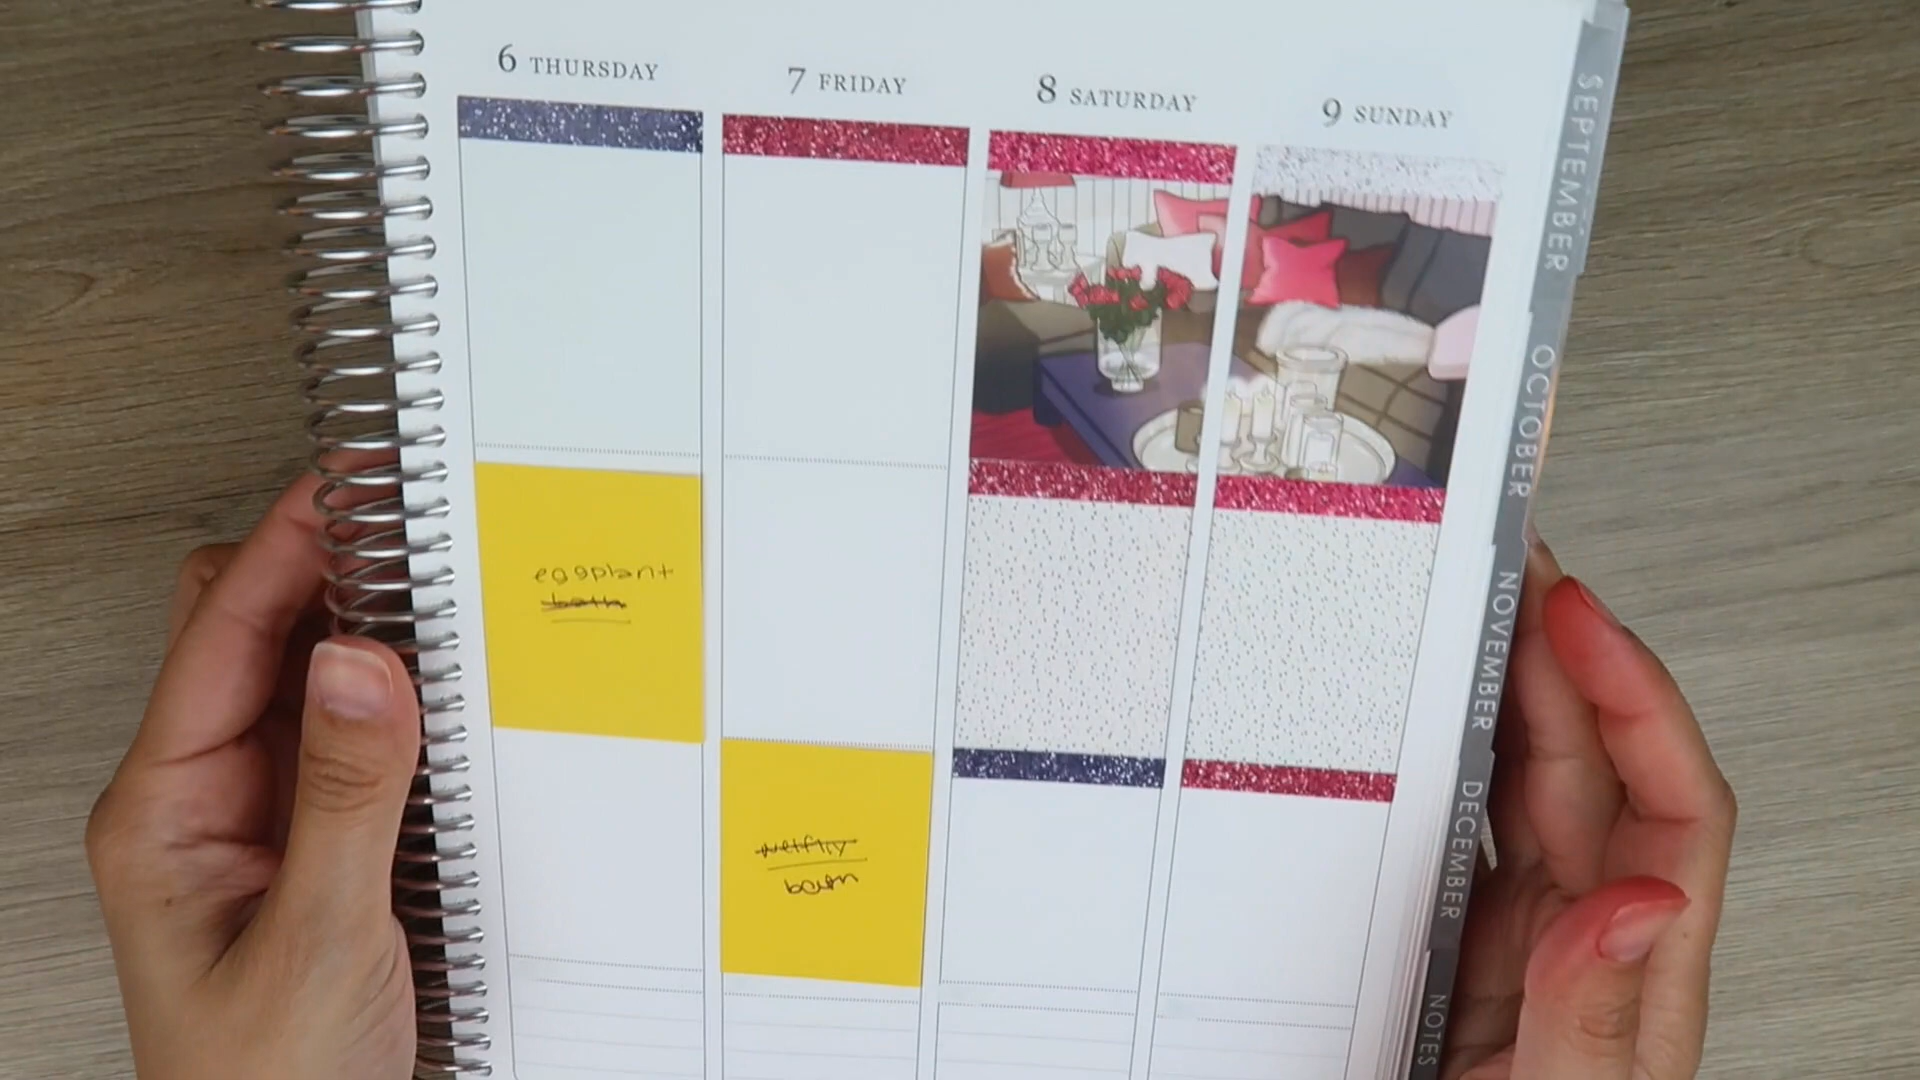 6 THURSDAY
7 FRIDAY
8 SATURDAY
9 SUNDAY
eggplant
SEPTEMBER
OCTOBER
NOVEMBER
DECEMBER
NOTES